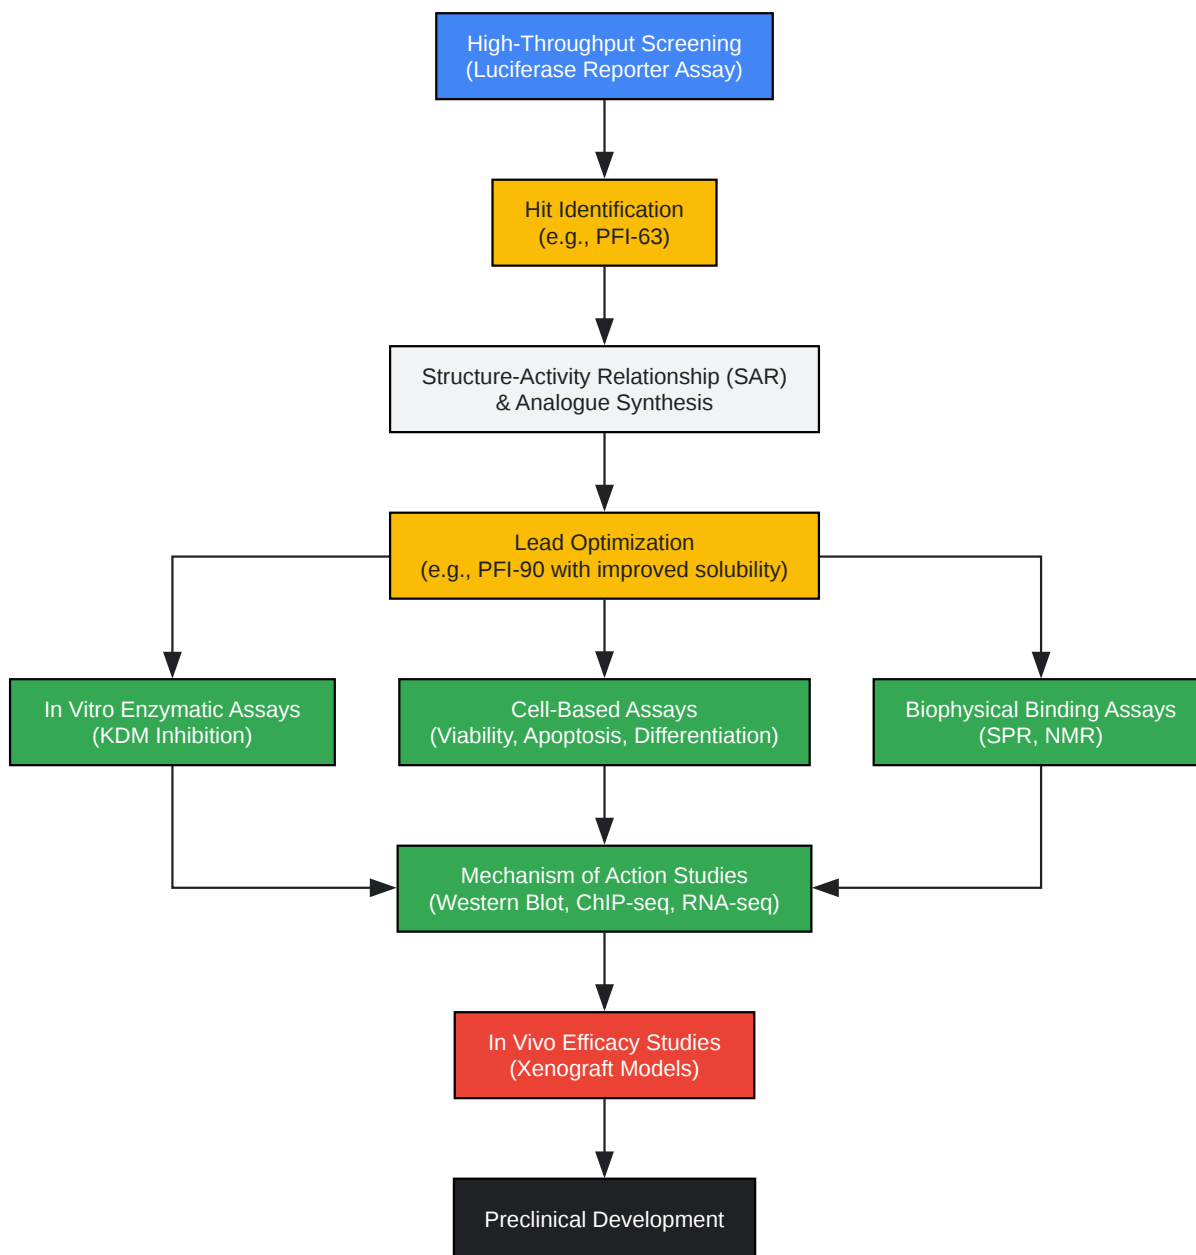 High-Throughput Screening
(Luciferase Reporter Assay)
Hit Identification
(e.g., PFI-63)
Structure-Activity Relationship (SAR)
& Analogue Synthesis
Lead Optimization
(e.g., PFI-90 with improved solubility)
In Vitro Enzymatic Assays
(KDM Inhibition)
Cell-Based Assays
(Viability, Apoptosis, Differentiation)
Biophysical Binding Assays
(SPR, NMR)
Mechanism of Action Studies
(Western Blot, ChIP-seq, RNA-seq)
In Vivo Efficacy Studies
(Xenograft Models)
Preclinical Development